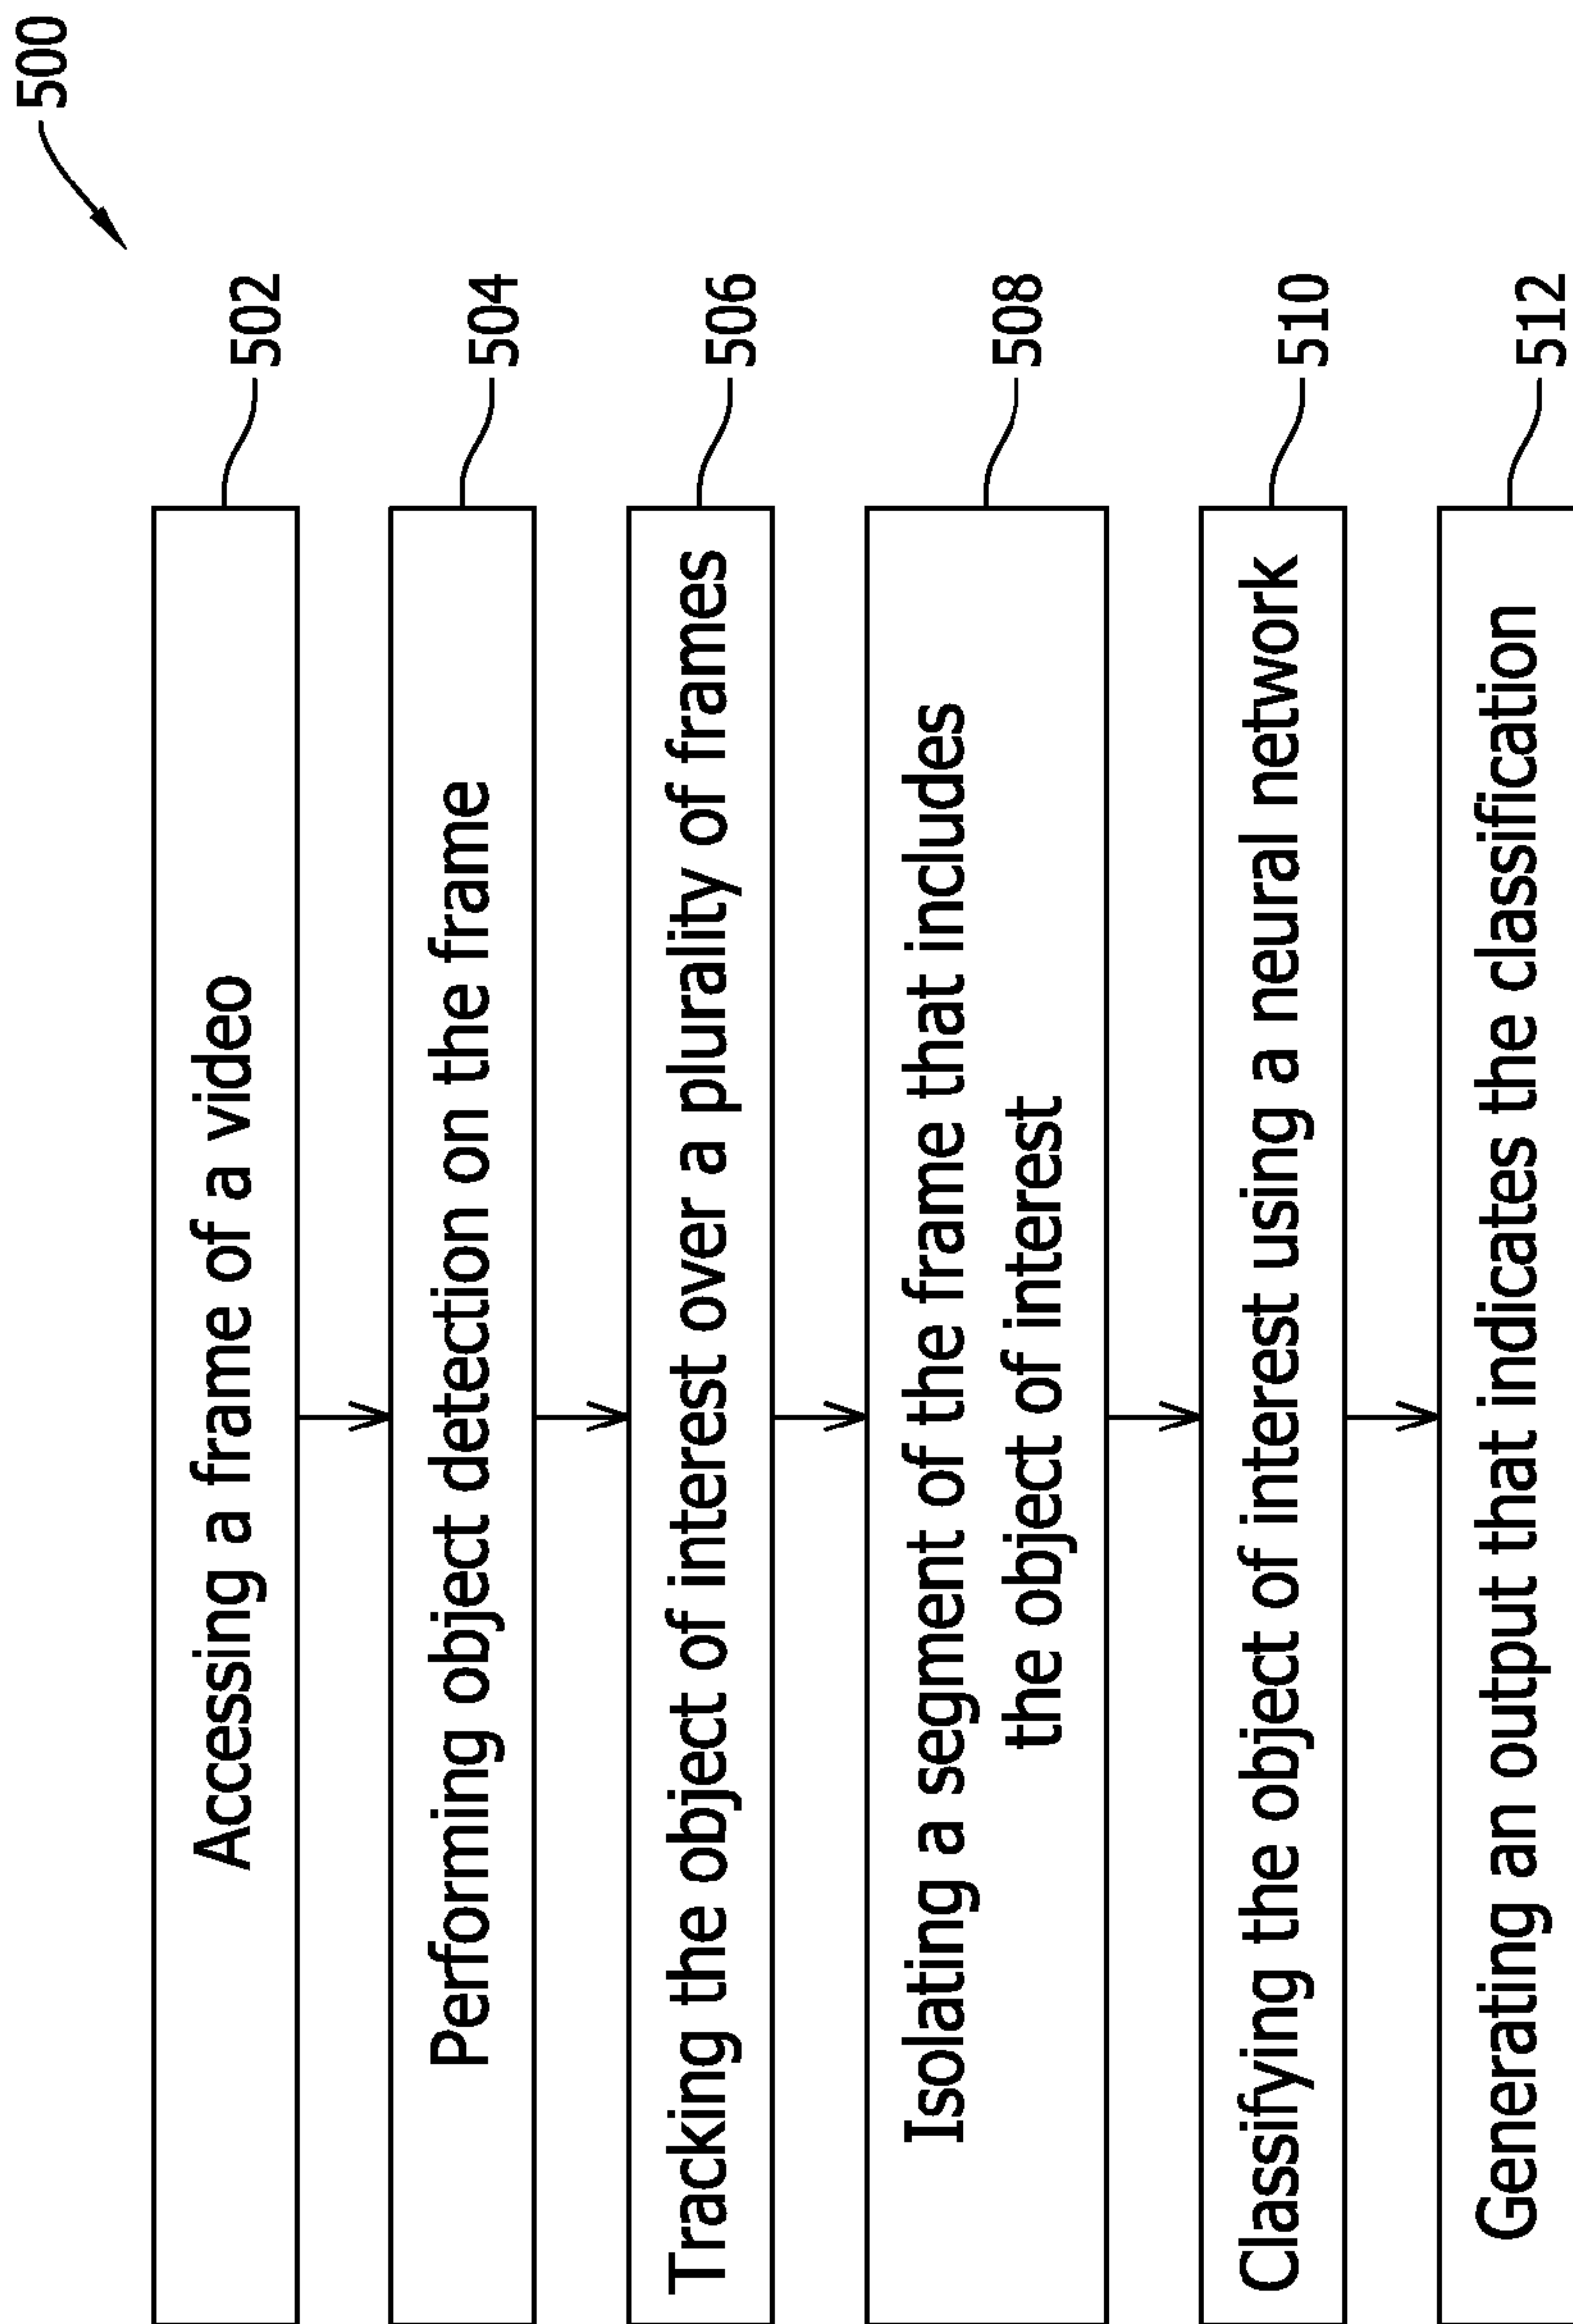 500
Accessing a frame of a video
502
Performing object detection on the frame
504
Tracking the object of interest over a plurality of frames
506
Isolating a segment of the frame that includes
the object of interest
508
Classifying the object of interest using a neural network
510
Generating an output that indicates the classification
512